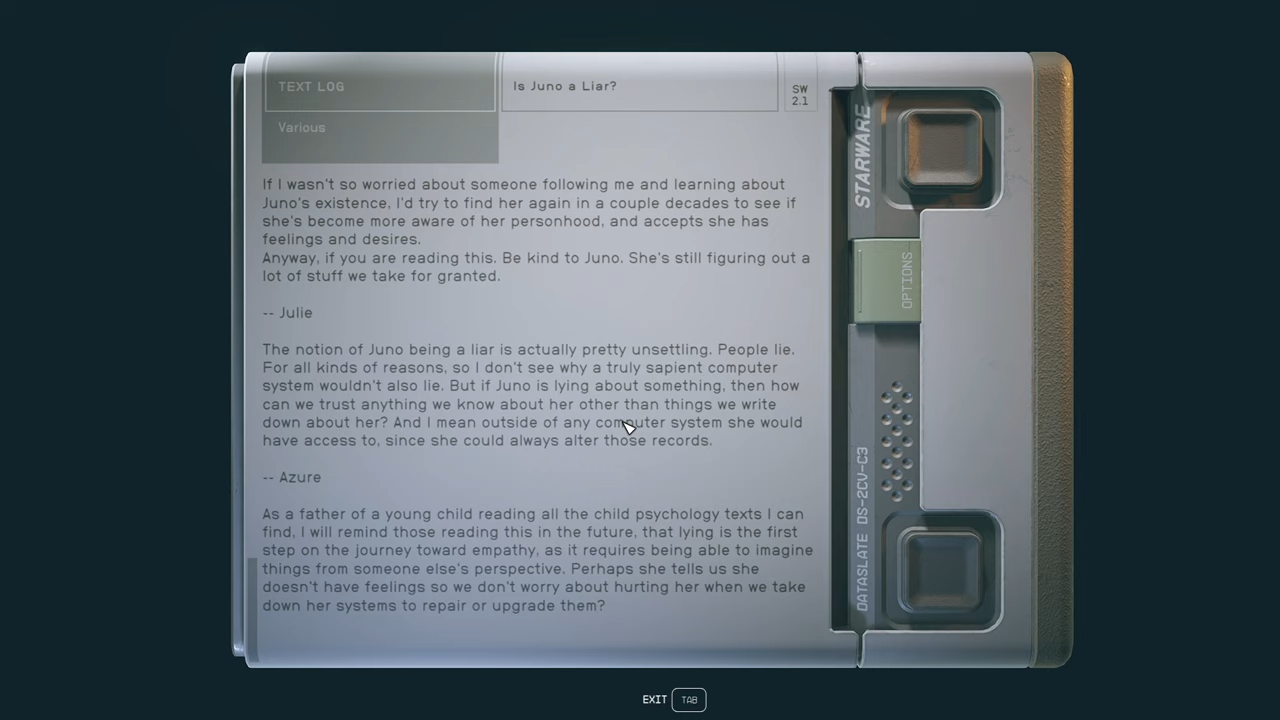 TEXT LOG
Is Juno a Liar?
SW
2.1
Various
If I wasn't so worried about someone following me and learning about
Juno's existence, I'd try to find her again in a couple decades to see if
she's become more aware of her personhood, and accepts she has
feelings and desires.
Anyway, if you are reading this. Be kind to Juno. She's still figuring out a
lot of stuff we take for granted.
-- Julie
The notion of Juno being a liar is actually pretty unsettling. People lie.
For all kinds of reasons, so I don't see why a truly sapient computer
system wouldn't also lie. But if Juno is lying about something, then how
can we trust anything we know about her other than things we write
down about her? And I mean outside of any computer system she would
have access to, since she could always alter those records.
-- Azure
As a father of a young child reading all the child psychology texts I can
find, I will remind those reading this in the future, that lying is the first
step on the journey toward empathy, as it requires being able to imagine
things from someone else's perspective. Perhaps she tells us she
doesn't have feelings so we don't worry about hurting her when we take
down her systems to repair or upgrade them?
STARWARE
OPTIONS
DATASLATE DS-2CV-C3
EXIT TAB